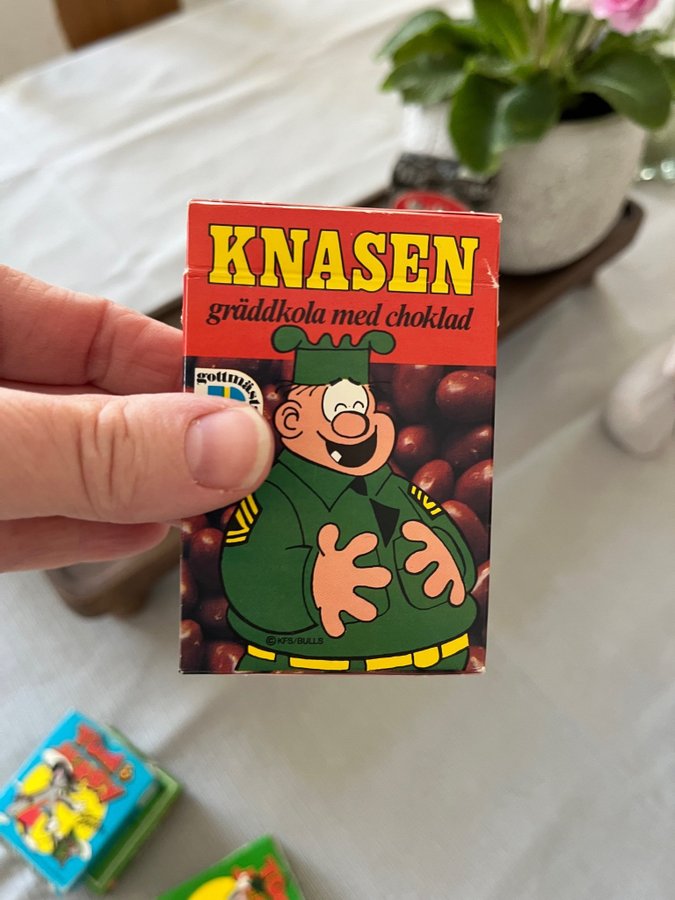 KNASEN
gräddkola med choklad
©KFS/BULLS